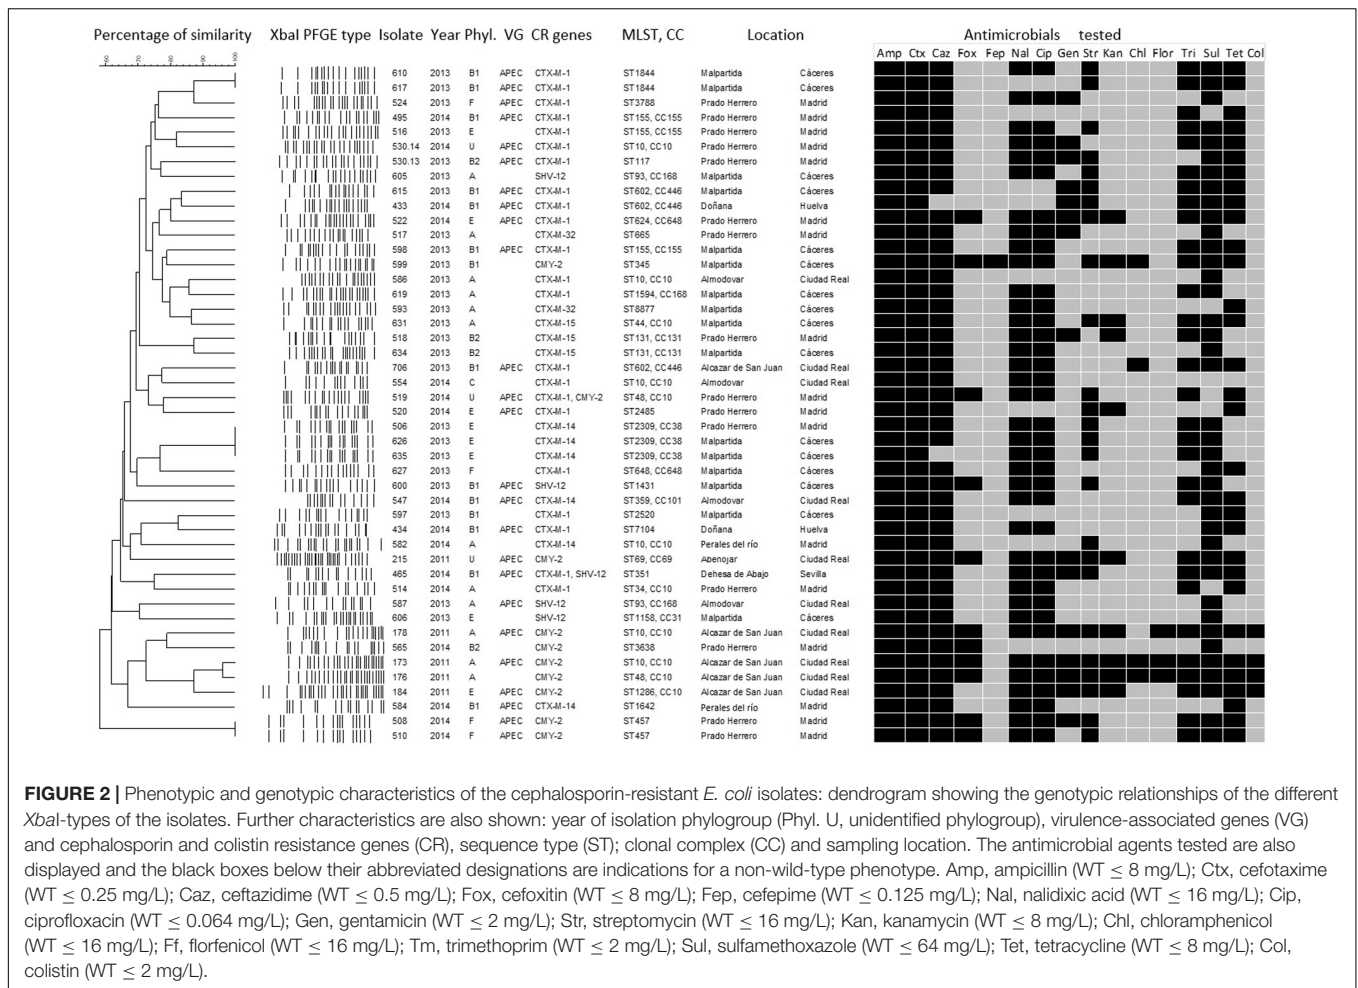 Percentage of similarity XbaI PFGE type Isolate Year Phyl. VG CR genes MLST, CC Location Antimicrobials tested
Amp Ctx Caz Fox Fep Nal Cip Gen Str Kan Chl Flor Tri Sul Tet Col
70 80 90 100
610 2013 B1 APEC CTX-M-1 ST1844 Malpartida Cáceres
617 2013 B1 APEC CTX-M-1 ST1844 Malpartida Cáceres
524 2013 F APEC CTX-M-1 ST3788 Prado Herrero Madrid
495 2014 B1 APEC CTX-M-1 ST155, CC155 Prado Herrero Madrid
516 2013 E CTX-M-1 ST155, CC155 Prado Herrero Madrid
530.14 2014 U APEC CTX-M-1 ST10, CC10 Prado Herrero Madrid
530.13 2013 B2 APEC CTX-M-1 ST117 Prado Herrero Madrid
605 2013 A SHV-12 ST93, CC168 Malpartida Cáceres
615 2013 B1 APEC CTX-M-1 ST602, CC446 Malpartida Cáceres
433 2014 B1 APEC CTX-M-1 ST602, CC446 Doñana Huelva
522 2014 E APEC CTX-M-1 ST624, CC648 Prado Herrero Madrid
517 2013 A CTX-M-32 ST665 Prado Herrero Madrid
598 2013 B1 APEC CTX-M-1 ST155, CC155 Malpartida Cáceres
599 2013 B1 CMY-2 ST345 Malpartida Cáceres
586 2013 A CTX-M-1 ST10, CC10 Almodovar Ciudad Real
619 2013 A CTX-M-1 ST1594, CC168 Malpartida Cáceres
593 2013 A CTX-M-32 ST8877 Malpartida Cáceres
631 2013 A CTX-M-15 ST44, CC10 Malpartida Cáceres
518 2013 B2 CTX-M-15 ST131, CC131 Prado Herrero Madrid
634 2013 B2 CTX-M-15 ST131, CC131 Malpartida Cáceres
706 2013 B1 APEC CTX-M-1 ST602, CC446 Alcazar de San Juan Ciudad Real
554 2014 C CTX-M-1 ST10, CC10 Almodovar Ciudad Real
519 2014 U APEC CTX-M-1, CMY-2 ST48, CC10 Prado Herrero Madrid
520 2014 E APEC CTX-M-1 ST2485 Prado Herrero Madrid
506 2013 E CTX-M-14 ST2309, CC38 Prado Herrero Madrid
626 2013 E CTX-M-14 ST2309, CC38 Malpartida Cáceres
635 2013 E CTX-M-14 ST2309, CC38 Malpartida Cáceres
627 2013 F CTX-M-1 ST648, CC648 Malpartida Cáceres
600 2013 B1 APEC SHV-12 ST1431 Malpartida Cáceres
547 2014 B1 APEC CTX-M-14 ST359, CC101 Almodovar Ciudad Real
597 2013 B1 CTX-M-1 ST2520 Malpartida Cáceres
434 2014 B1 APEC CTX-M-1 ST7104 Doñana Huelva
582 2014 A CTX-M-14 ST10, CC10 Perales del río Madrid
215 2011 U APEC CMY-2 ST69, CC69 Abenojar Ciudad Real
465 2014 B1 APEC CTX-M-1, SHV-12 ST351 Dehesa de Abajo Sevilla
514 2014 A CTX-M-1 ST34, CC10 Prado Herrero Madrid
587 2013 A APEC SHV-12 ST93, CC168 Almodovar Ciudad Real
606 2013 E SHV-12 ST1158, CC31 Malpartida Cáceres
178 2011 A APEC CMY-2 ST10, CC10 Alcazar de San Juan Ciudad Real
565 2014 B2 CMY-2 ST3638 Prado Herrero Madrid
173 2011 A APEC CMY-2 ST10, CC10 Alcazar de San Juan Ciudad Real
176 2011 A CMY-2 ST48, CC10 Alcazar de San Juan Ciudad Real
184 2011 E APEC CMY-2 ST1286, CC10 Alcazar de San Juan Ciudad Real
584 2014 B1 APEC CTX-M-14 ST1642 Perales del río Madrid
508 2014 F APEC CMY-2 ST457 Prado Herrero Madrid
510 2014 F APEC CMY-2 ST457 Prado Herrero Madrid
FIGURE 2 | Phenotypic and genotypic characteristics of the cephalosporin-resistant E. coli isolates: dendrogram showing the genotypic relationships of the different
XbaI-types of the isolates. Further characteristics are also shown: year of isolation phylogroup (Phyl. U, unidentified phylogroup), virulence-associated genes (VG)
and cephalosporin and colistin resistance genes (CR), sequence type (ST); clonal complex (CC) and sampling location. The antimicrobial agents tested are also
displayed and the black boxes below their abbreviated designations are indications for a non-wild-type phenotype. Amp, ampicillin (WT ≤ 8 mg/L); Ctx, cefotaxime
(WT ≤ 0.25 mg/L); Caz, ceftazidime (WT ≤ 0.5 mg/L); Fox, cefoxitin (WT ≤ 8 mg/L); Fep, cefepime (WT ≤ 0.125 mg/L); Nal, nalidixic acid (WT ≤ 16 mg/L); Cip,
ciprofloxacin (WT ≤ 0.064 mg/L); Gen, gentamicin (WT ≤ 2 mg/L); Str, streptomycin (WT ≤ 16 mg/L); Kan, kanamycin (WT ≤ 8 mg/L); Chl, chloramphenicol
(WT ≤ 16 mg/L); Ff, florfenicol (WT ≤ 16 mg/L); Tm, trimethoprim (WT ≤ 2 mg/L); Sul, sulfamethoxazole (WT ≤ 64 mg/L); Tet, tetracycline (WT ≤ 8 mg/L); Col,
colistin (WT ≤ 2 mg/L).